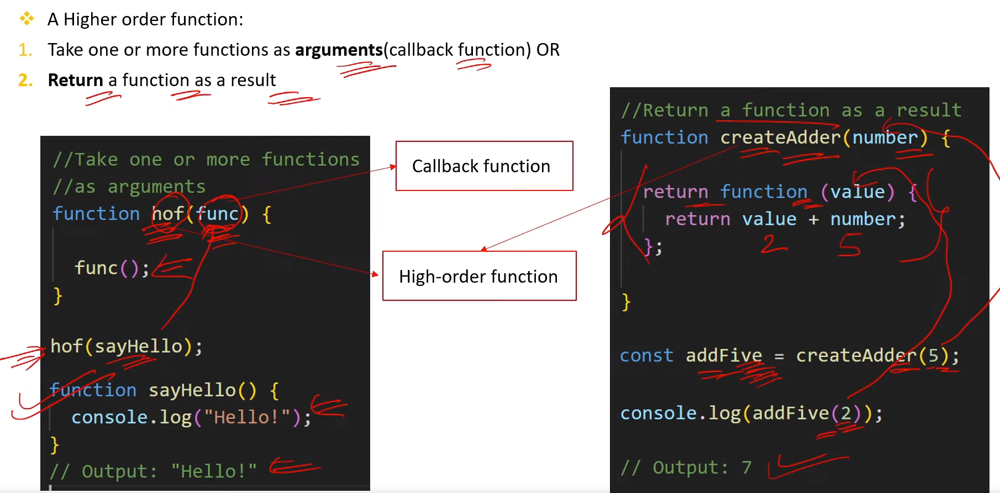 ❖ A Higher order function:
1. Take one or more functions as arguments(callback function) OR
2. Return a function as a result
//Take one or more functions
//as arguments
function hof(func) {
func();
}
hof(sayHello);
function sayHello() {
console.log("Hello!");
}
// Output: "Hello!"
Callback function
High-order function
//Return a function as a result
function createAdder(number) {
return function (value) {
return value + number;
2 5
};
}
const addFive = createAdder(5);
console.log(addFive(2));
// Output: 7